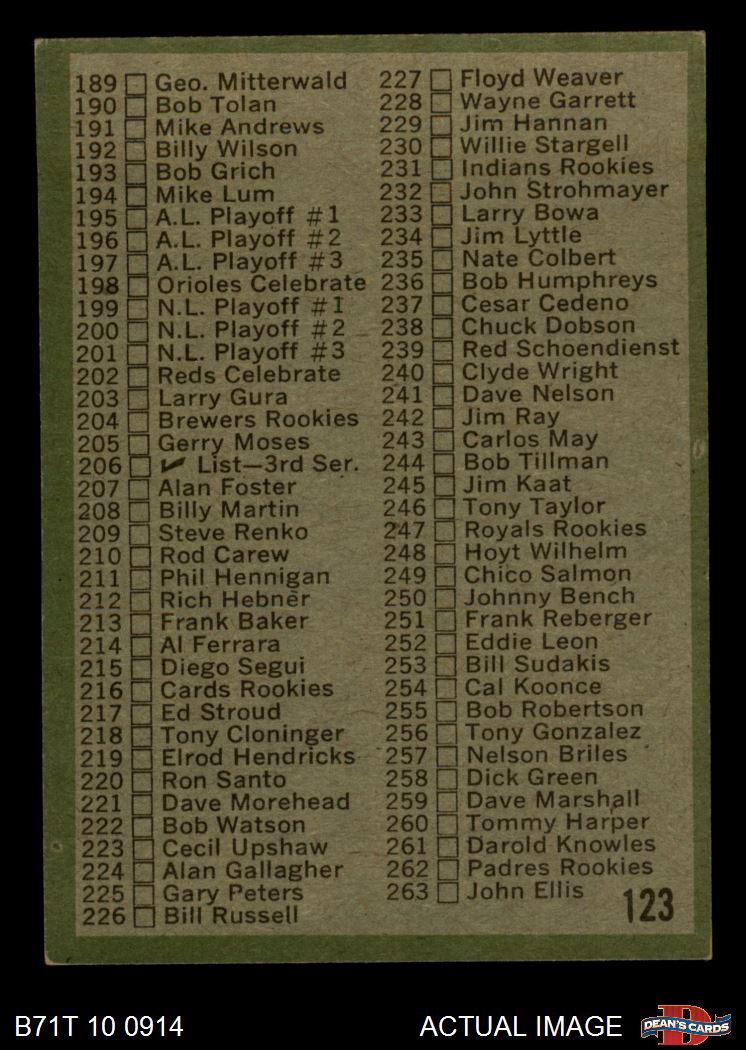 189 Geo. Mitterwald
190 Bob Tolan
191 Mike Andrews
192 Billy Wilson
193 Bob Grich
194 Mike Lum
195 A.L. Playoff #1
196 A.L. Playoff #2
197 A.L. Playoff #3
198 Orioles Celebrate
199 N.L. Playoff #1
200 N.L. Playoff #2
201 N.L. Playoff #3
202 Reds Celebrate
203 Larry Gura
204 Brewers Rookies
205 Gerry Moses
206 ✓ List—3rd Ser.
207 Alan Foster
208 Billy Martin
209 Steve Renko
210 Rod Carew
211 Phil Hennigan
212 Rich Hebner
213 Frank Baker
214 Al Ferrara
215 Diego Segui
216 Cards Rookies
217 Ed Stroud
218 Tony Cloninger
219 Elrod Hendricks
220 Ron Santo
221 Dave Morehead
222 Bob Watson
223 Cecil Upshaw
224 Alan Gallagher
225 Gary Peters
226 Bill Russell
227 Floyd Weaver
228 Wayne Garrett
229 Jim Hannan
230 Willie Stargell
231 Indians Rookies
232 John Strohmayer
233 Larry Bowa
234 Jim Lyttle
235 Nate Colbert
236 Bob Humphreys
237 Cesar Cedeno
238 Chuck Dobson
239 Red Schoendienst
240 Clyde Wright
241 Dave Nelson
242 Jim Ray
243 Carlos May
244 Bob Tillman
245 Jim Kaat
246 Tony Taylor
247 Royals Rookies
248 Hoyt Wilhelm
249 Chico Salmon
250 Johnny Bench
251 Frank Reberger
252 Eddie Leon
253 Bill Sudakis
254 Cal Koonce
255 Bob Robertson
256 Tony Gonzalez
257 Nelson Briles
258 Dick Green
259 Dave Marshall
260 Tommy Harper
261 Darold Knowles
262 Padres Rookies
263 John Ellis
123
B71T 10 0914
ACTUAL IMAGE
D
DEAN'S CARDS